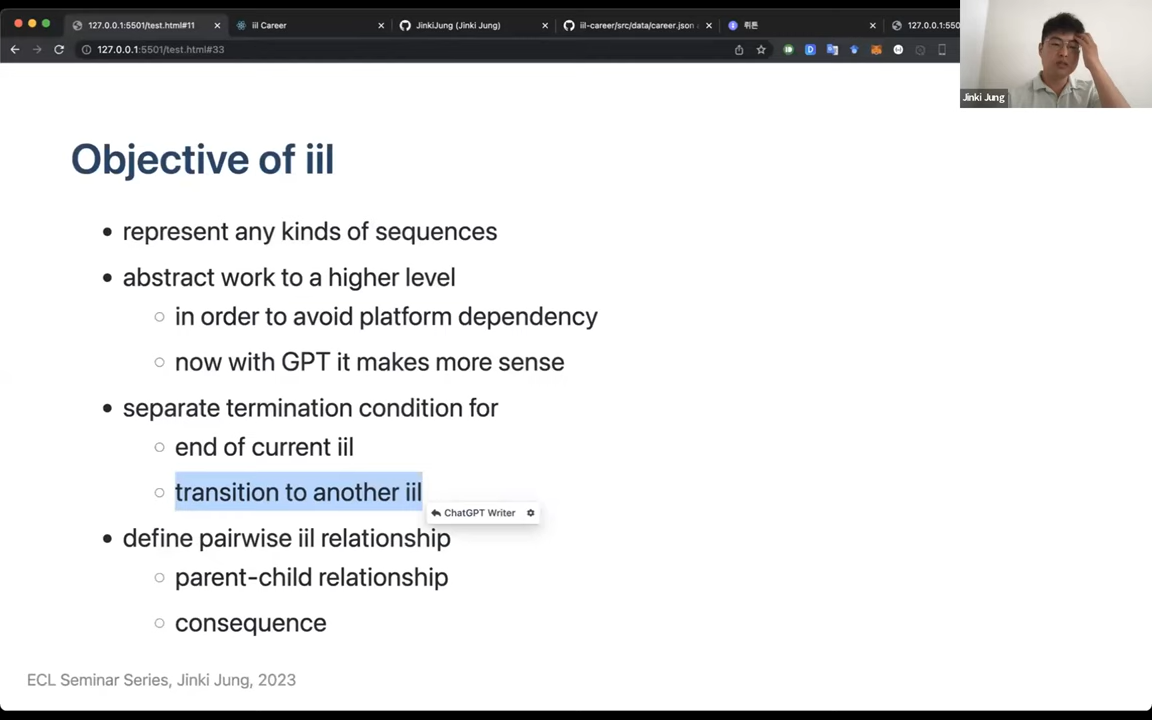 127.0.0.1:5501/test.html#11
iil Career
JinkiJung (Jinki Jung)
iil-career/src/data/career.json
뤼튼
127.0.0.1:550
127.0.0.1:5501/test.html#33
Jinki Jung
Objective of iil
represent any kinds of sequences
abstract work to a higher level
in order to avoid platform dependency
now with GPT it makes more sense
separate termination condition for
end of current iil
transition to another iil
ChatGPT Writer
define pairwise iil relationship
parent-child relationship
consequence
ECL Seminar Series, Jinki Jung, 2023